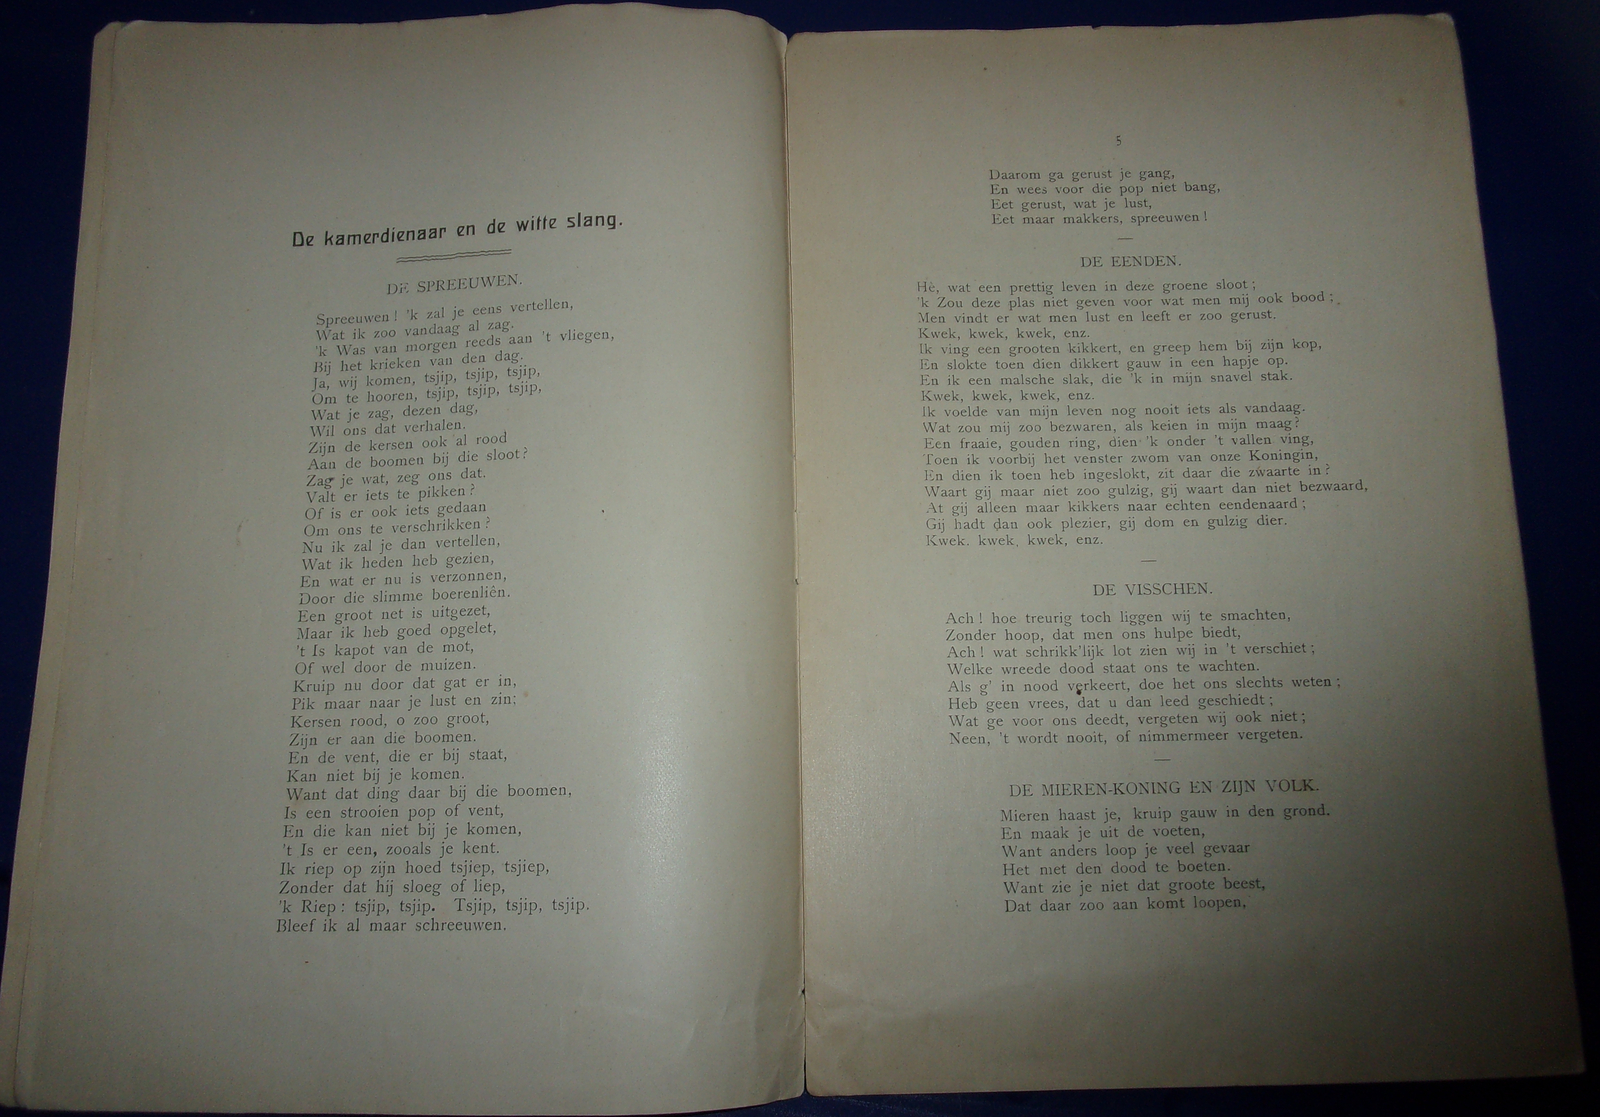 De kamerdienaar en de witte slang.
DE SPREEUWEN.
Spreeuwen! 'k zal je eens vertellen,
Wat ik zoo vandaag al zag.
'k Was van morgen reeds aan 't vliegen,
Bij het krieken van den dag.
Ja, wij komen, tsjip, tsjip, tsjip,
Om te hooren, tsjip, tsjip, tsjip,
Wat je zag, dezen dag,
Wil ons dat verhalen.
Zijn de kersen ook al rood
Aan de boomen bij die sloot?
Zag je wat, zeg ons dat.
Valt er iets te pikken?
Of is er ook iets gedaan
Om ons te verschrikken?
Nu ik zal je dan vertellen,
Wat ik heden heb gezien,
En wat er nu is verzonnen,
Door die slimme boerenliên.
Een groot net is uitgezet,
Maar ik heb goed opgelet,
't Is kapot van de mot,
Of wel door de muizen.
Kruip nu door dat gat er in,
Pik maar naar je lust en zin;
Kersen rood, o zoo groot,
Zijn er aan die boomen.
En de vent, die er bij staat,
Kan niet bij je komen.
Want dat ding daar bij die boomen,
Is een strooien pop of vent,
En die kan niet bij je komen,
't Is er een, zooals je kent.
Ik riep op zijn hoed tsjiep, tsjiep,
Zonder dat hij sloeg of liep,
'k Riep: tsjip, tsjip. Tsjip, tsjip, tsjip.
Bleef ik al maar schreeuwen.
5
Daarom ga gerust je gang,
En wees voor die pop niet bang,
Eet gerust, wat je lust,
Eet maar makkers, spreeuwen!
DE EENDEN.
Hè, wat een prettig leven in deze groene sloot;
'k Zou deze plas niet geven voor wat men mij ook bood;
Men vindt er wat men lust en leeft er zoo gerust.
Kwek, kwek, kwek, enz.
Ik ving een grooten kikkert, en greep hem bij zijn kop,
En slokte toen dien dikkert gauw in een hapje op.
En ik een malsche slak, die 'k in mijn snavel stak.
Kwek, kwek, kwek, enz.
Ik voelde van mijn leven nog nooit iets als vandaag.
Wat zou mij zoo bezwaren, als keien in mijn maag?
Een fraaie, gouden ring, dien 'k onder 't vallen ving,
Toen ik voorbij het venster zwom van onze Koningin,
En dien ik toen heb ingeslokt, zit daar die zwaarte in?
Waart gij maar niet zoo gulzig, gij waart dan niet bezwaard,
At gij alleen maar kikkers naar echten eendenaard;
Gij hadt dan ook plezier, gij dom en gulzig dier.
Kwek. kwek, kwek, enz.
DE VISSCHEN.
Ach! hoe treurig toch liggen wij te smachten,
Zonder hoop, dat men ons hulpe biedt,
Ach! wat schrikk'lijk lot zien wij in 't verschiet;
Welke wreede dood staat ons te wachten.
Als g' in nood verkeert, doe het ons slechts weten;
Heb geen vrees, dat u dan leed geschiedt;
Wat ge voor ons deedt, vergeten wij ook niet;
Neen, 't wordt nooit, of nimmermeer vergeten.
DE MIEREN-KONING EN ZIJN VOLK.
Mieren haast je, kruip gauw in den grond.
En maak je uit de voeten,
Want anders loop je veel gevaar
Het met den dood te boeten.
Want zie je niet dat groote beest,
Dat daar zoo aan komt loopen,